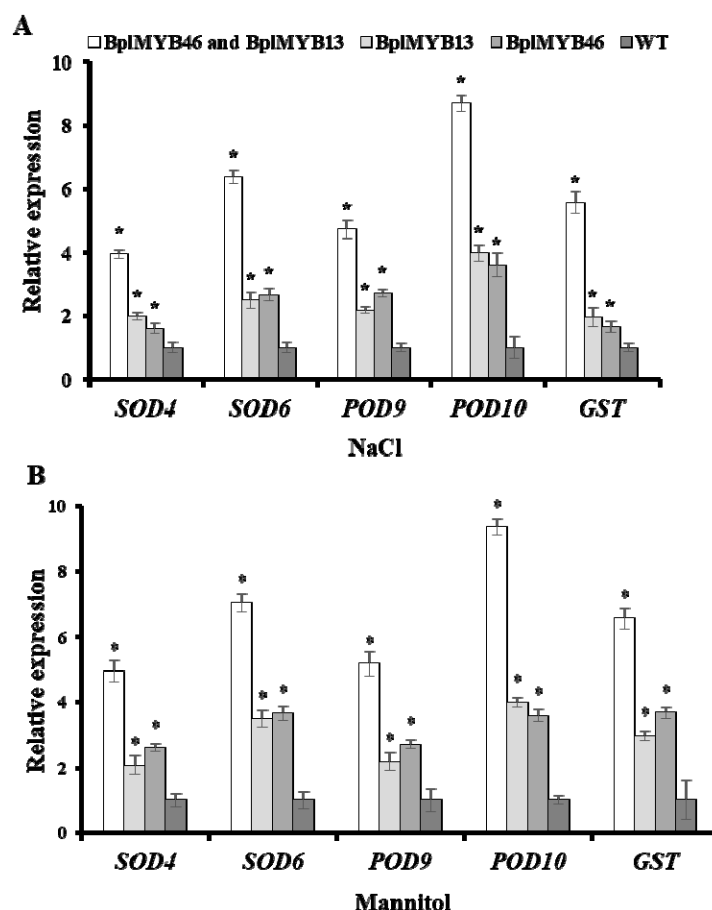 A
BplMYB46 and BplMYB13 BplMYB13 BplMYB46 WT
Relative expression
10
8
6
4
2
0
* * * * * * * * * * * * * * *
SOD4 SOD6 POD9 POD10 GST
NaCl
B
Relative expression
10
8
6
4
2
0
* * * * * * * * * * * * * * *
SOD4 SOD6 POD9 POD10 GST
Mannitol